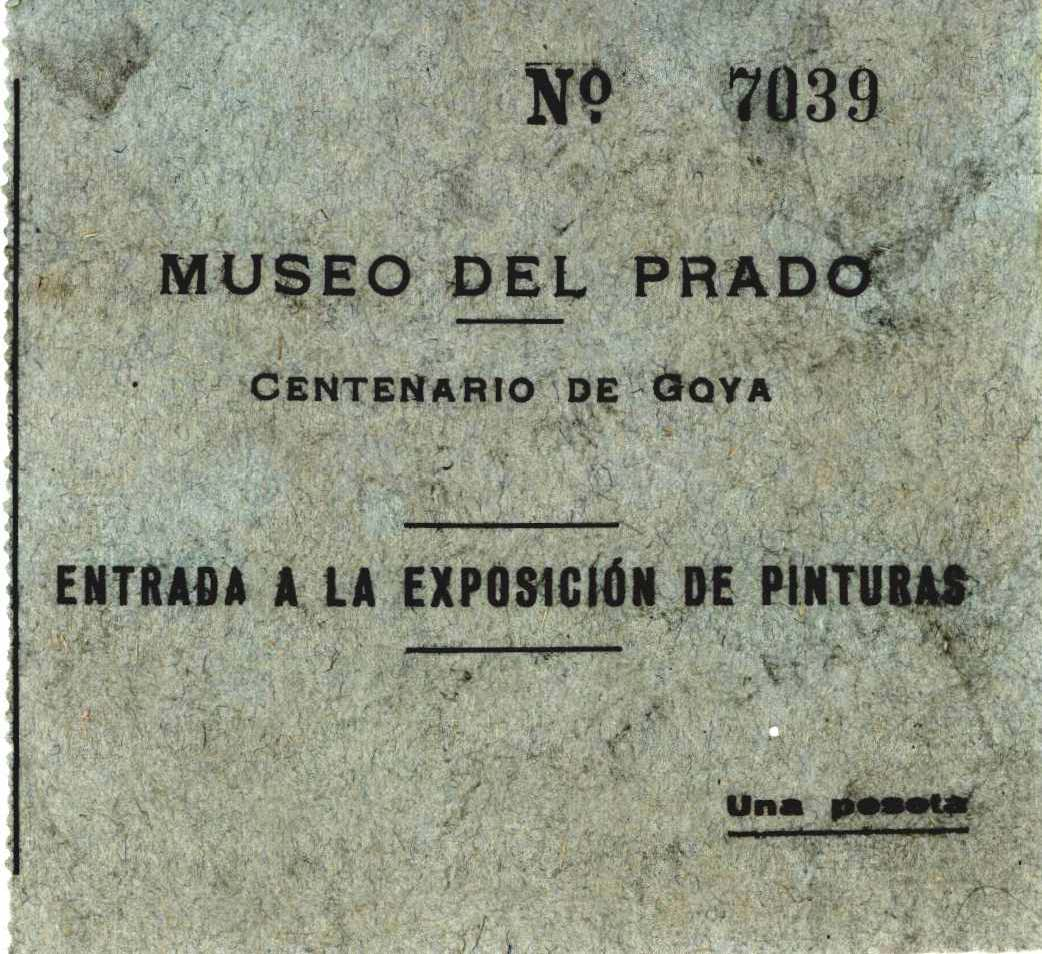 Nº 7039
MUSEO DEL PRADO
CENTENARIO DE GOYA
ENTRADA A LA EXPOSICIÓN DE PINTURAS
Una peseta